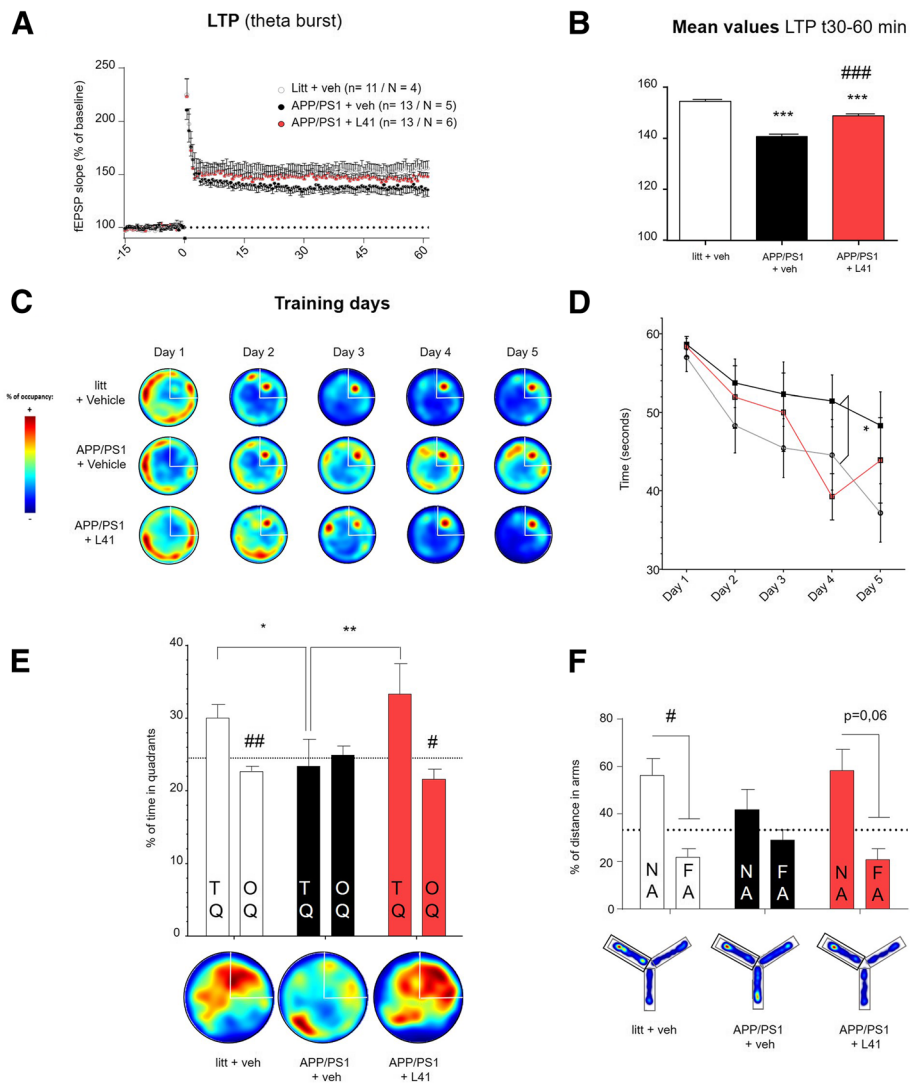 A
LTP (theta burst)
fEPSP slope (% of baseline)
250
200
150
100
-15
0
15
30
45
60
Litt + veh (n= 11 / N = 4)
APP/PS1 + veh (n= 13 / N = 5)
APP/PS1 + L41 (n= 13 / N = 6)
B
Mean values LTP t30-60 min
160
140
120
100
***
###
***
litt + veh
APP/PS1
+ veh
APP/PS1
+ L41
C
Training days
Day 1
Day 2
Day 3
Day 4
Day 5
% of occupancy:
+
-
litt
+ Vehicle
APP/PS1
+ Vehicle
APP/PS1
+ L41
D
Time (seconds)
60
50
40
30
*
Day 1
Day 2
Day 3
Day 4
Day 5
E
% of time in quadrants
40
30
20
10
0
*
**
##
#
T
Q
O
Q
T
Q
O
Q
T
Q
O
Q
litt + veh
APP/PS1
+ veh
APP/PS1
+ L41
F
% of distance in arms
80
60
40
20
0
#
p=0,06
N
A
F
A
N
A
F
A
N
A
F
A
litt + veh
APP/PS1
+ veh
APP/PS1
+ L41